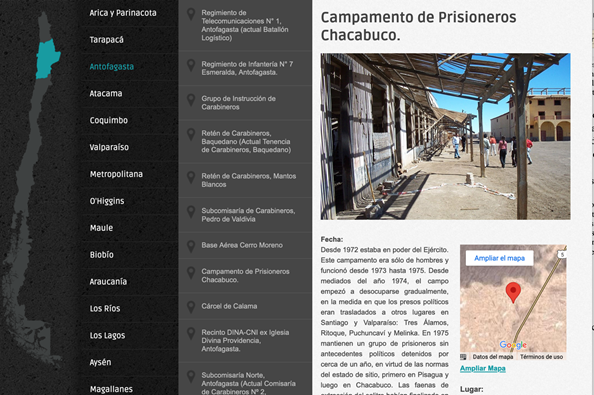 Arica y Parinacota
Tarapacá
Antofagasta
Atacama
Coquimbo
Valparaíso
Metropolitana
O'Higgins
Maule
Biobío
Araucanía
Los Ríos
Los Lagos
Aysén
Magallanes
Regimiento de
Telecomunicaciones N° 1,
Antofagasta (actual Batallón
Logístico)
Regimiento de Infantería N° 7
Esmeralda, Antofagasta.
Grupo de Instrucción de
Carabineros
Retén de Carabineros,
Baquedano (Actual Tenencia
de Carabineros, Baquedano)
Retén de Carabineros, Mantos
Blancos
Subcomisaría de Carabineros,
Pedro de Valdivia
Base Aérea Cerro Moreno
Campamento de Prisioneros
Chacabuco.
Cárcel de Calama
Recinto DINA-CNI ex Iglesia
Divina Providencia,
Antofagasta.
Subcomisaría Norte,
Antofagasta (Actual Comisaría
de Carabineros N° 2,
Campamento de Prisioneros
Chacabuco.
Fecha:
Desde 1972 estaba en poder del Ejército.
Este campamento era sólo de hombres y
funcionó desde 1973 hasta 1975. Desde
mediados del año 1974, el campo
empezó a desocuparse gradualmente,
en la medida en que los presos políticos
eran trasladados a otros lugares en
Santiago y Valparaíso: Tres Álamos,
Ritoque, Puchuncaví y Melinka. En 1975
mantienen un grupo de prisioneros sin
antecedentes políticos detenidos por
cerca de un año, en virtud de las normas
del estado de sitio, primero en Pisagua y
luego en Chacabuco. Las faenas de
Ampliar el mapa
5
Google
Datos del mapa Términos de uso
Ampliar Mapa
Lugar: